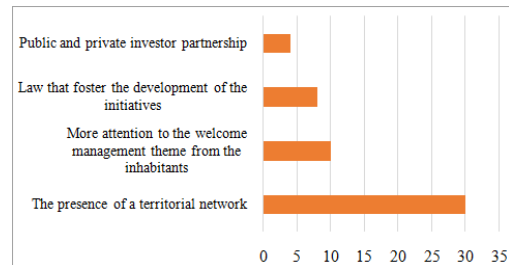 Public and private investor partnership
Law that foster the development of the
initiatives
More attention to the welcome
management theme from the
inhabitants
The presence of a territorial network
0 5 10 15 20 25 30 35